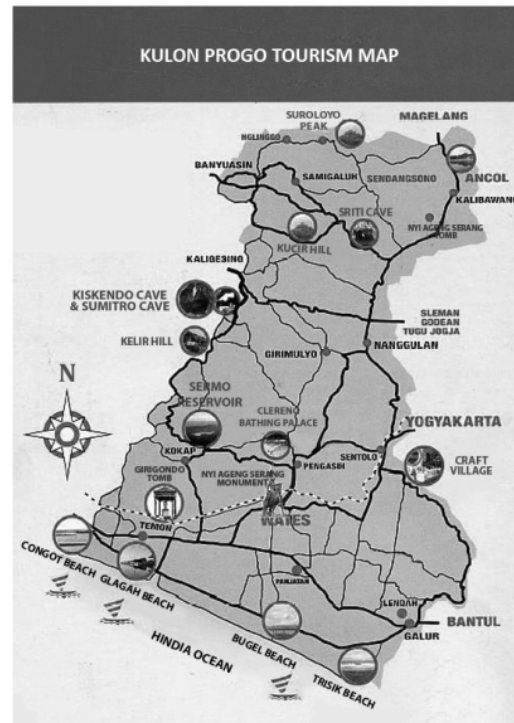 KULON PROGO TOURISM MAP
SUROLOYO
PEAK
MAGELANG
NGLINGGO
BANYUASIN
SAMIGALUH
SENDANGSONO
ANCOL
KALIBAWANG
SRITI CAVE
NYI AGENG SERANG
TOMB
KUCIR HILL
KALIGESING
KISKENDO CAVE
& SUMITRO CAVE
SLEMAN
GODEAN
TUGU JOGJA
KELIR HILL
GIRIMULYO
NANGGULAN
N
SERMO
RESERVOIR
CLERENG
BATHING PALACE
YOGYAKARTA
KOKAP
SENTOLO
CRAFT
VILLAGE
GIRIGONDO
TOMB
NYI AGENG SERANG
MONUMENT
PENGASIH
WATES
TEMON
CONGOT BEACH
GLAGAH BEACH
PANJATAN
LENDAH
BANTUL
GALUR
BUGEL BEACH
HINDIA OCEAN
TRISIK BEACH